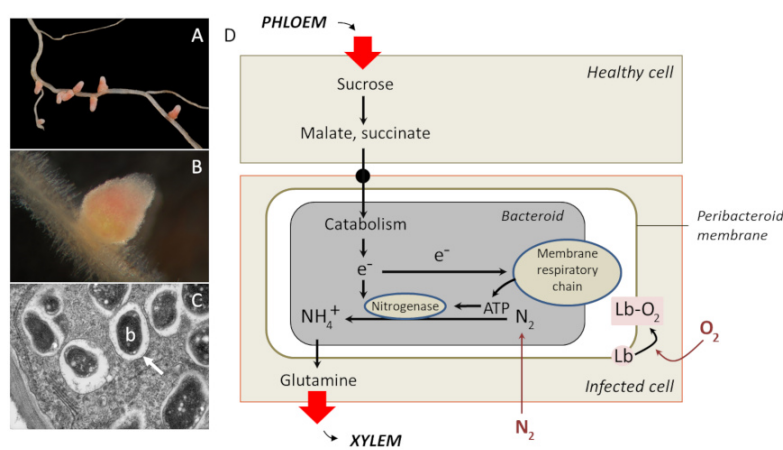 A
B
C
b
D
PHLOEM
Healthy cell
Sucrose
Malate, succinate
Bacteroid
Catabolism
Peribacteroid
membrane
e⁻
e⁻
Membrane
respiratory
chain
Nitrogenase
ATP
NH₄⁺
N₂
Lb-O₂
O₂
Lb
Glutamine
Infected cell
N₂
XYLEM